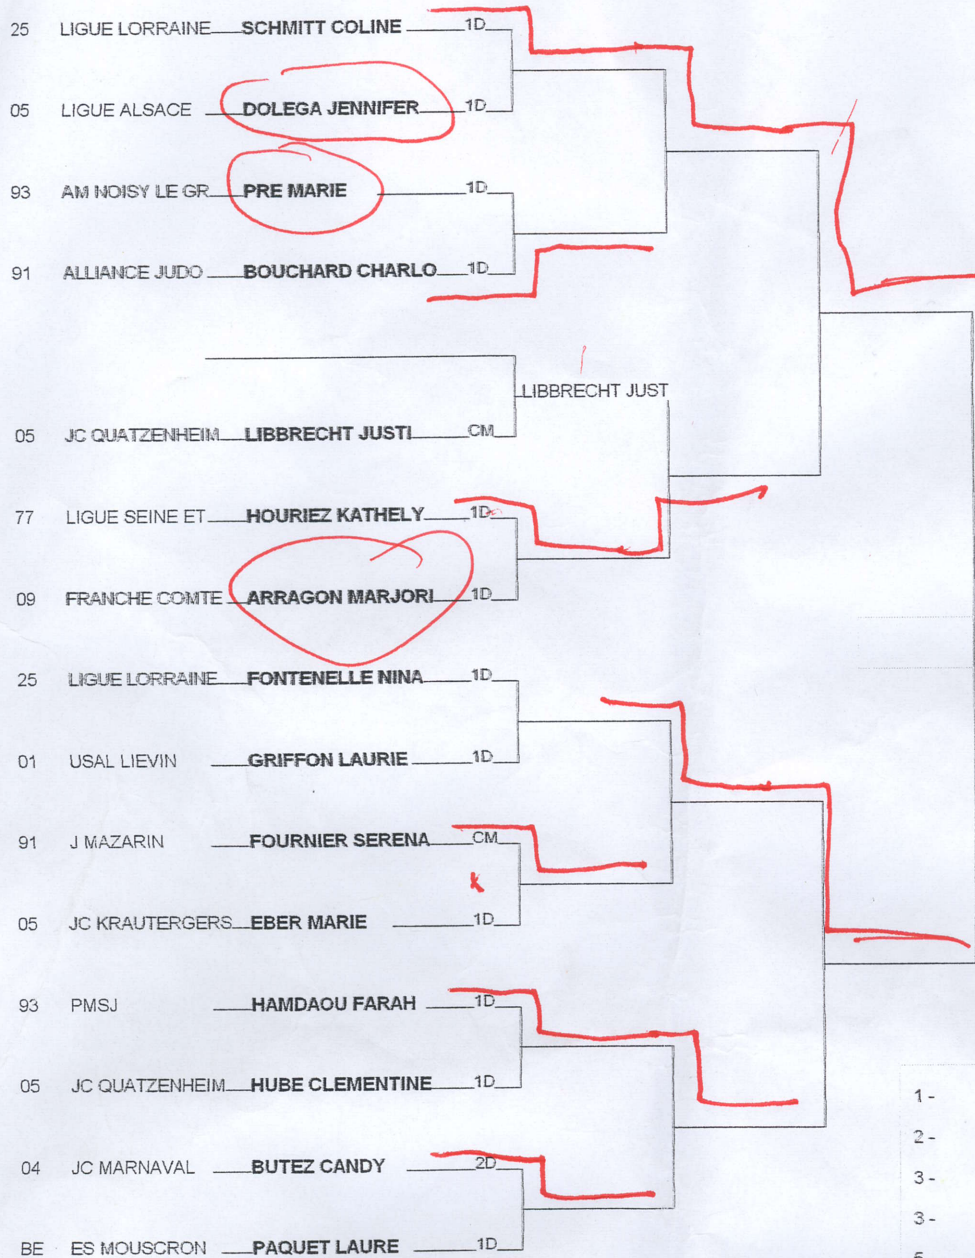 25 LIGUE LORRAINE SCHMITT COLINE 1D
05 LIGUE ALSACE DOLEGA JENNIFER 1D
93 AM NOISY LE GR PRE MARIE 1D
91 ALLIANCE JUDO BOUCHARD CHARLO 1D
LIBBRECHT JUST
05 JC QUATZENHEIM LIBBRECHT JUSTI CM
77 LIGUE SEINE ET HOURIEZ KATHELY 1D
09 FRANCHE COMTE ARRAGON MARJORI 1D
25 LIGUE LORRAINE FONTENELLE NINA 1D
01 USAL LIEVIN GRIFFON LAURIE 1D
91 J MAZARIN FOURNIER SERENA CM
K
05 JC KRAUTERGERS EBER MARIE 1D
93 PMSJ HAMDAOU FARAH 1D
05 JC QUATZENHEIM HUBE CLEMENTINE 1D
1 -
2 -
04 JC MARNAVAL BUTEZ CANDY 2D
3 -
3 -
BE ES MOUSCRON PAQUET LAURE 1D